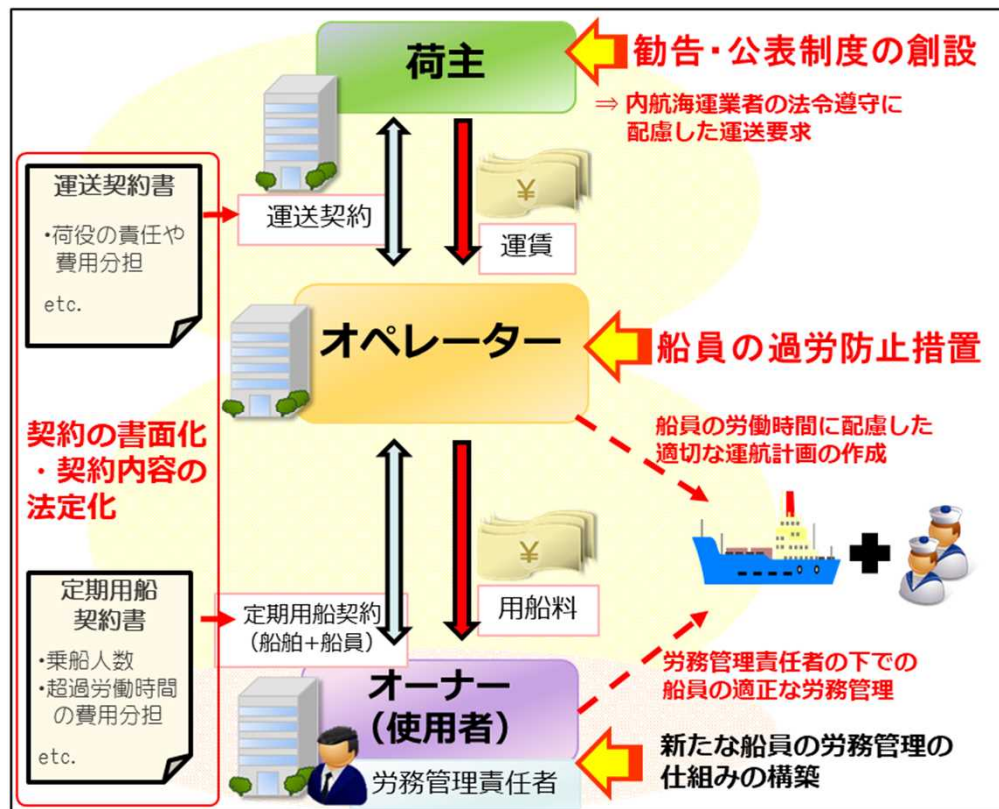 荷主
勧告・公表制度の創設
⇒ 内航海運業者の法令遵守に
配慮した運送要求
運送契約書
・荷役の責任や
費用分担
etc.
運送契約
¥
運賃
オペレーター
船員の過労防止措置
契約の書面化
・契約内容の
法定化
船員の労働時間に配慮した
適切な運航計画の作成
¥
定期用船
契約書
・乗船人数
・超過労働時間
の費用分担
etc.
定期用船契約
（船舶+船員）
用船料
労務管理責任者の下での
船員の適正な労務管理
オーナー
（使用者）
労務管理責任者
新たな船員の労務管理の
仕組みの構築